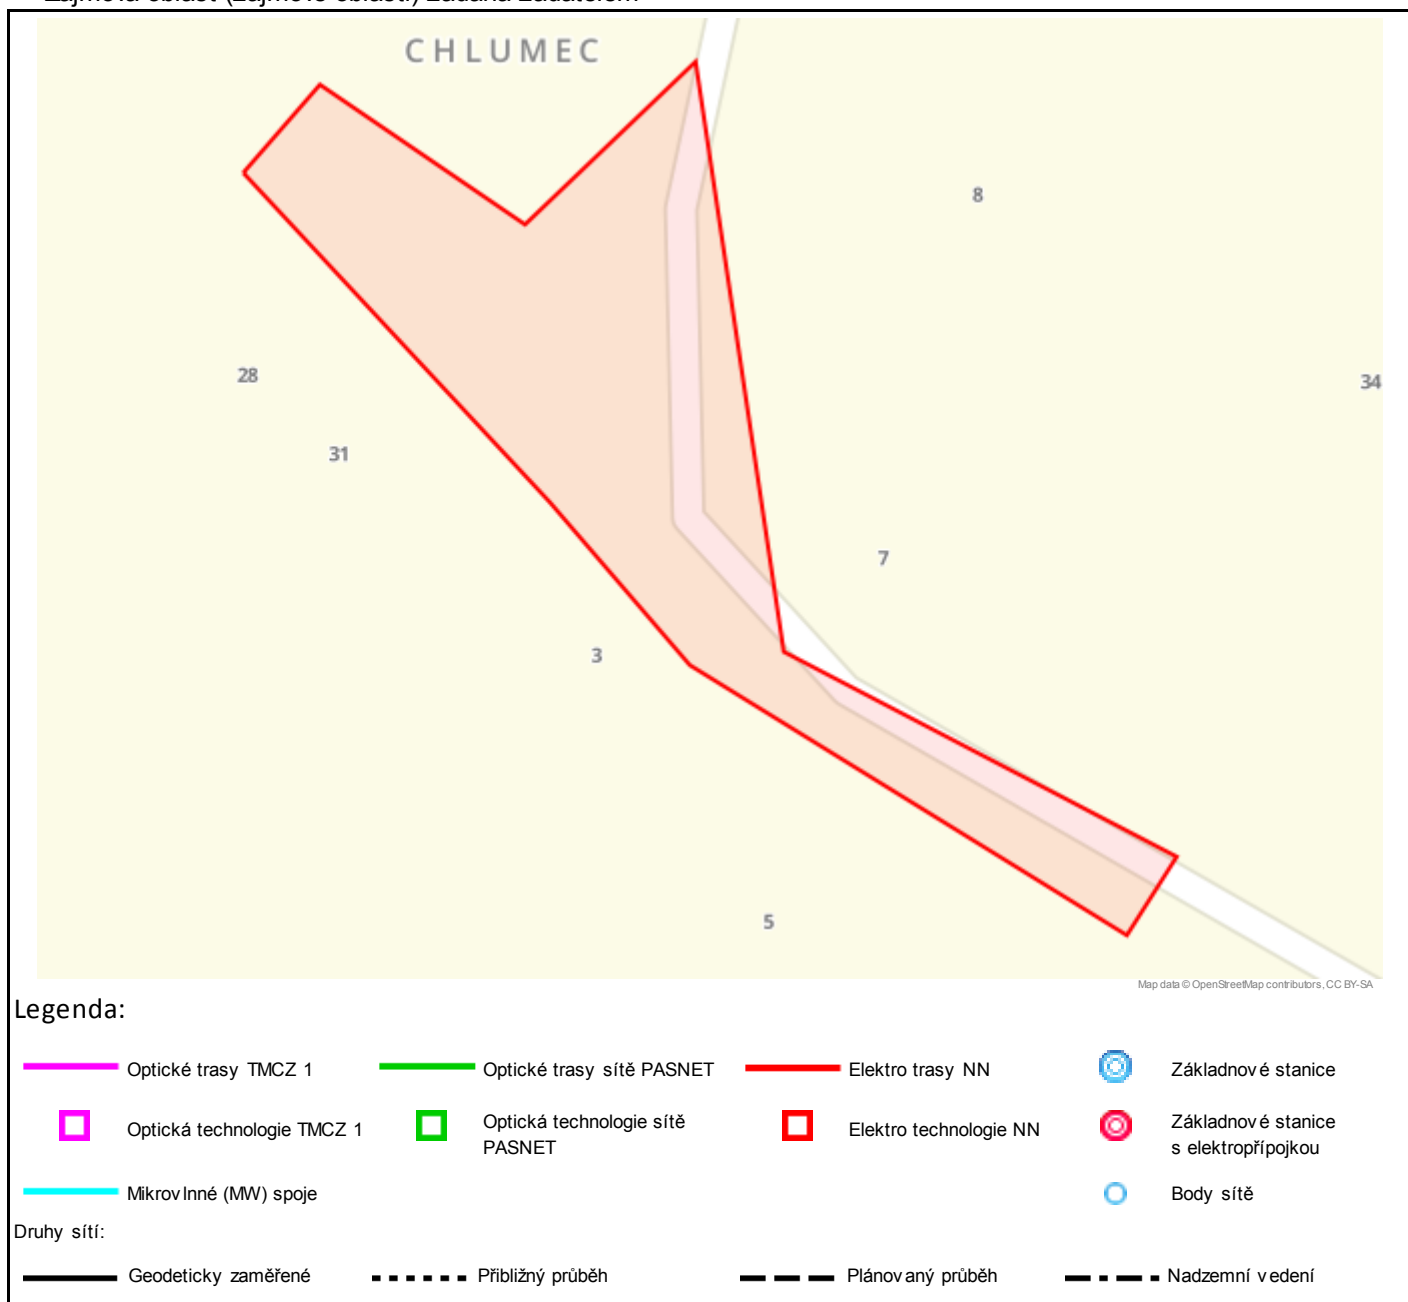 CHLUMEC
8
28
34
31
7
3
5
Map data © OpenStreetMap contributors, CC BY-SA
Legenda:
Optické trasy TMCZ 1
Optické trasy sítě PASNET
Elektro trasy NN
Základnové stanice
Optická technologie TMCZ 1
Optická technologie sítě
PASNET
Elektro technologie NN
Základnové stanice
s elektropřípojkou
Mikrovlnné (MW) spoje
Body sítě
Druhy sítí:
Geodeticky zaměřené
Přibližný průběh
Plánovaný průběh
Nadzemní vedení